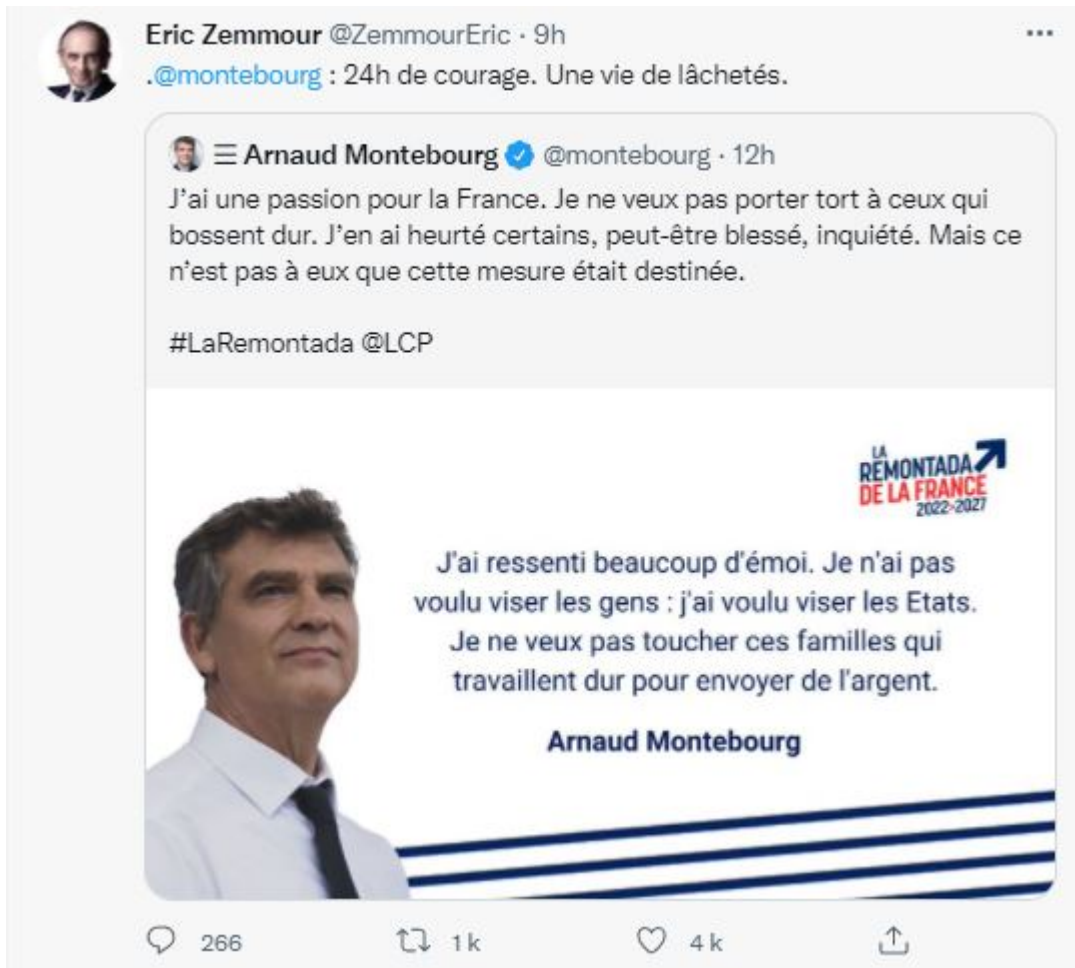 Eric Zemmour @ZemmourEric · 9h
.@montebourg : 24h de courage. Une vie de lâchetés.
Arnaud Montebourg @montebourg · 12h
J'ai une passion pour la France. Je ne veux pas porter tort à ceux qui
bossent dur. J'en ai heurté certains, peut-être blessé, inquiété. Mais ce
n'est pas à eux que cette mesure était destinée.
#LaRemontada @LCP
LA
REMONTADA
DE LA FRANCE
2022>2027
J'ai ressenti beaucoup d'émoi. Je n'ai pas
voulu viser les gens : j'ai voulu viser les Etats.
Je ne veux pas toucher ces familles qui
travaillent dur pour envoyer de l'argent.
Arnaud Montebourg
266 1 k 4 k